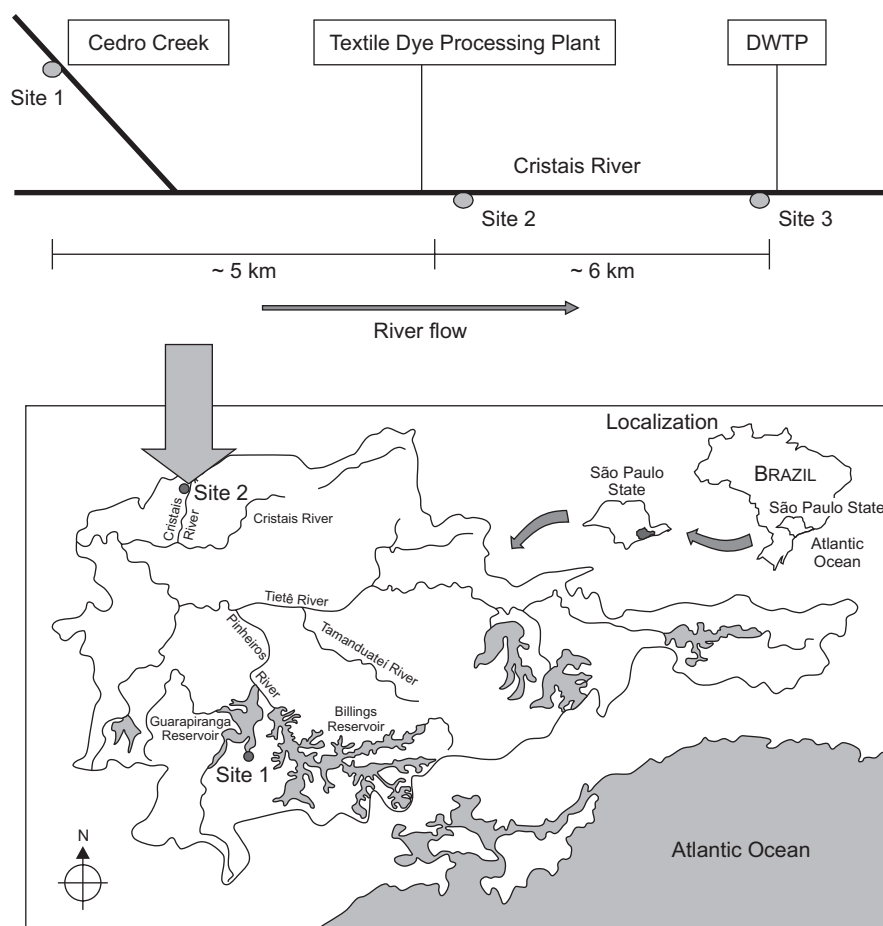 Cedro Creek
Textile Dye Processing Plant
DWTP
Site 1
Cristais River
Site 2
Site 3
~ 5 km
~ 6 km
River flow
Localization
BRAZIL
São Paulo
State
São Paulo State
Atlantic
Ocean
Site 2
Cristais
River
Cristais River
Tietê River
Pinheiros
River
Tamanduateí River
Guarapiranga
Reservoir
Billings
Reservoir
Site 1
N
Atlantic Ocean